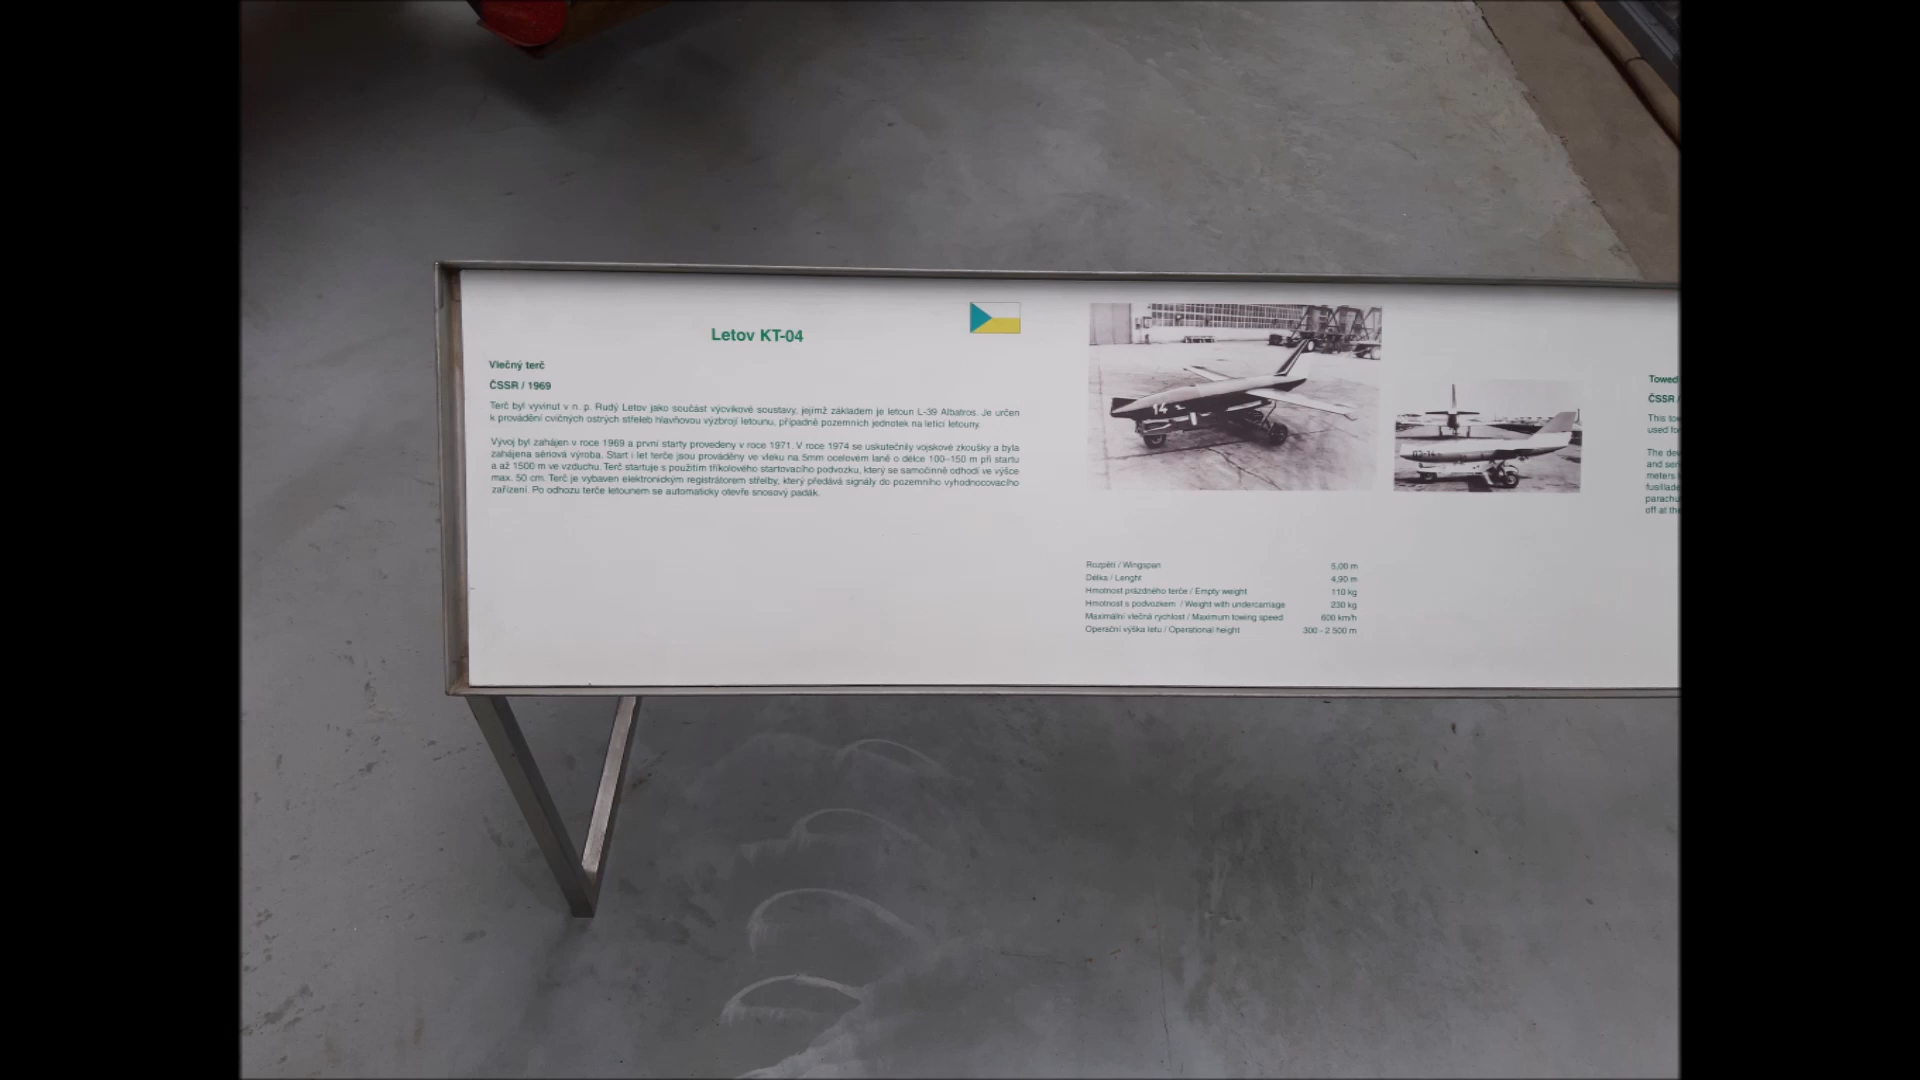 Letov KT-04
Vlečný terč
ČSSR / 1969
Terč byl vyvinut v n. p. Rudý Letov jako součást výcvikové soustavy, jejímž základem je letoun L-39 Albatros. Je určen
k provádění cvičných ostrých střeleb hlavňovou výzbrojí letounu, případně pozemních jednotek na letící letouny.
Vývoj byl zahájen v roce 1969 a první starty provedeny v roce 1971. V roce 1974 se uskutečnily vojskové zkoušky a byla
zahájena sériová výroba. Start i let terče jsou prováděny ve vleku na 5mm ocelovém laně o délce 100–150 m při startu
a až 1500 m ve vzduchu. Terč startuje s použitím tříkolového startovacího podvozku, který se samočinně odhodí ve výšce
max. 50 cm. Terč je vybaven elektronickým registrátorem střelby, který předává signály do pozemního vyhodnocovacího
zařízení. Po odhozu terče letounem se automaticky otevře snosový padák.
14
Rozpětí / Wingspan 5,00 m
Délka / Lenght 4,90 m
Hmotnost prázdného terče / Empty weight 110 kg
Hmotnost s podvozkem / Weight with undercarriage 230 kg
Maximální vlečná rychlost / Maximum towing speed 600 km/h
Operační výška letu / Operational height 300 - 2 500 m
Towed
ČSSR /
This
used fo
The dev
and ser
meters
fusillade
parachu
off at the